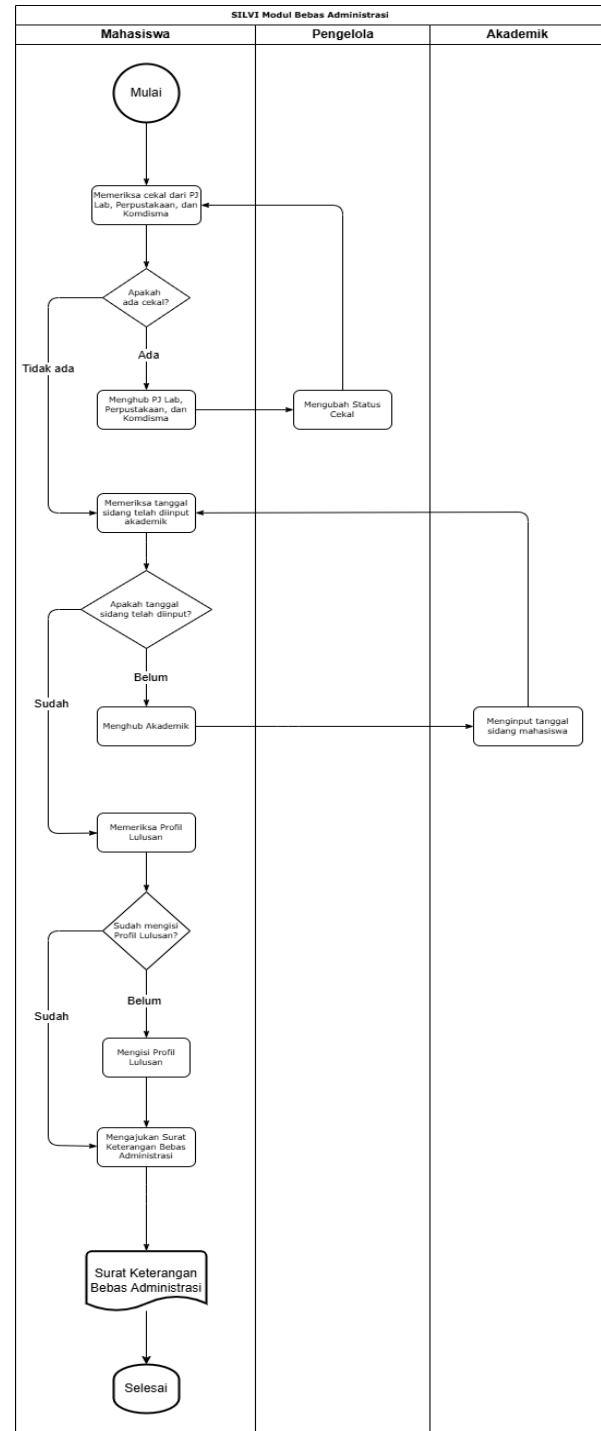 SILVI Modul Bebas Administrasi
Mahasiswa
Pengelola
Akademik
Mulai
Memeriksa cekal dari PJ
Lab, Perpustakaan, dan
Komdisma
Apakah
ada cekal?
Tidak ada
Ada
Menghub PJ Lab,
Perpustakaan, dan
Komdisma
Mengubah Status
Cekal
Memeriksa tanggal
sidang telah diinput
akademik
Apakah tanggal
sidang telah diinput?
Belum
Sudah
Menghub Akademik
Menginput tanggal
sidang mahasiswa
Memeriksa Profil
Lulusan
Sudah mengisi
Profil Lulusan?
Belum
Sudah
Mengisi Profil
Lulusan
Mengajukan Surat
Keterangan Bebas
Administrasi
Surat Keterangan
Bebas Administrasi
Selesai